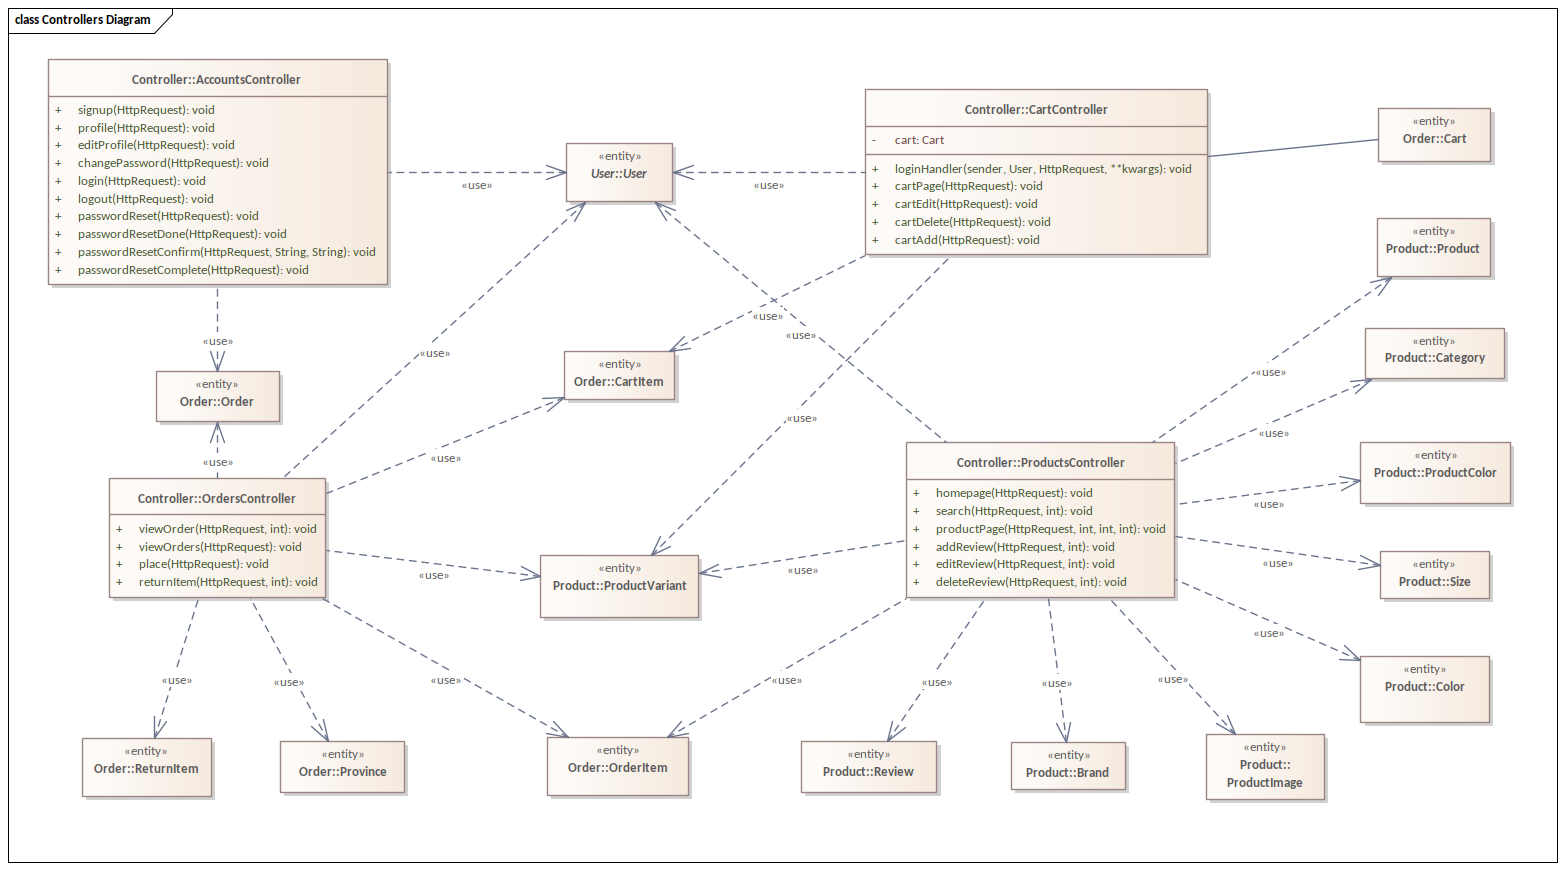 class Controllers Diagram
Controller::AccountsController
+ signup(HttpRequest): void
+ profile(HttpRequest): void
+ editProfile(HttpRequest): void
+ changePassword(HttpRequest): void
+ login(HttpRequest): void
+ logout(HttpRequest): void
+ passwordReset(HttpRequest): void
+ passwordResetDone(HttpRequest): void
+ passwordResetConfirm(HttpRequest, String, String): void
+ passwordResetComplete(HttpRequest): void
«use»
«entity»
User::User
«use»
Controller::CartController
- cart: Cart
+ loginHandler(sender, User, HttpRequest, **kwargs): void
+ cartPage(HttpRequest): void
+ cartEdit(HttpRequest): void
+ cartDelete(HttpRequest): void
+ cartAdd(HttpRequest): void
«entity»
Order::Cart
«entity»
Product::Product
«use»
«use»
«use»
«use»
«entity»
Order::Order
«use»
«entity»
Order::CartItem
«use»
«use»
«use»
«entity»
Product::Category
«use»
«use»
Controller::OrdersController
+ viewOrder(HttpRequest, int): void
+ viewOrders(HttpRequest): void
+ place(HttpRequest): void
+ returnItem(HttpRequest, int): void
«use»
«entity»
Product::ProductVariant
«use»
Controller::ProductsController
+ homepage(HttpRequest): void
+ search(HttpRequest, int): void
+ productPage(HttpRequest, int, int, int): void
+ addReview(HttpRequest, int): void
+ editReview(HttpRequest, int): void
+ deleteReview(HttpRequest, int): void
«entity»
Product::ProductColor
«use»
«use»
«entity»
Product::Size
«use»
«entity»
Product::Color
«use»
«use»
«use»
«use»
«use»
«use»
«use»
«entity»
Order::ReturnItem
«entity»
Order::Province
«entity»
Order::OrderItem
«entity»
Product::Review
«entity»
Product::Brand
«entity»
Product::
ProductImage